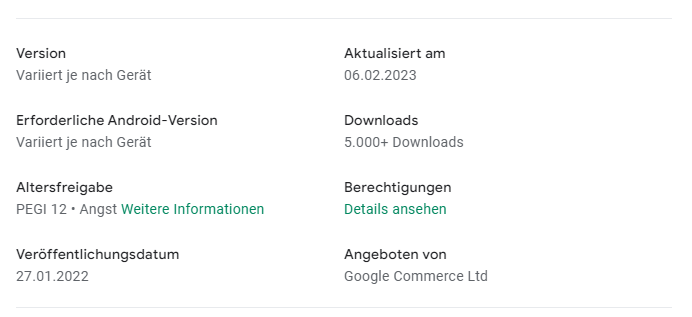 Version
Variiert je nach Gerät
Aktualisiert am
06.02.2023
Erforderliche Android-Version
Variiert je nach Gerät
Downloads
5.000+ Downloads
Altersfreigabe
PEGI 12 • Angst Weitere Informationen
Berechtigungen
Details ansehen
Veröffentlichungsdatum
27.01.2022
Angeboten von
Google Commerce Ltd